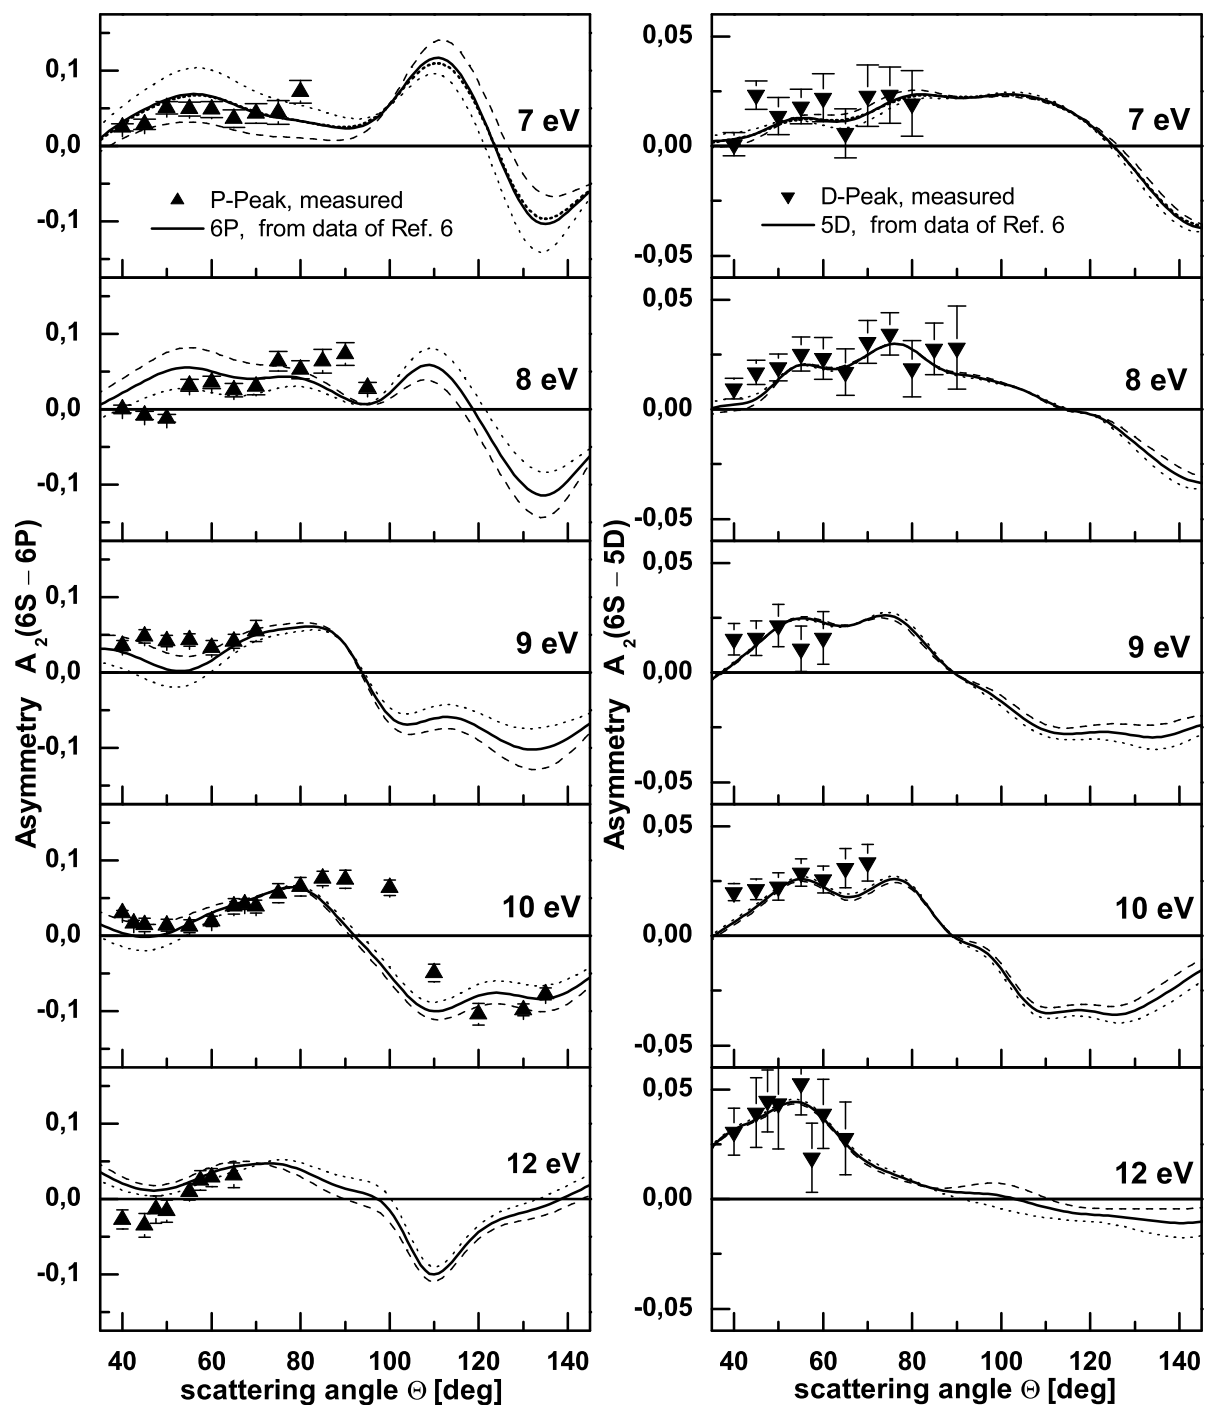 0,1
0,0
-0,1
7 eV
P-Peak, measured
6P, from data of Ref. 6
0,1
0,0
-0,1
8 eV
0,1
0,0
-0,1
9 eV
0,1
0,0
-0,1
10 eV
0,1
0,0
-0,1
12 eV
Asymmetry A2(6S – 6P)
40 60 80 100 120 140
scattering angle Θ [deg]
0,05
0,00
-0,05
7 eV
D-Peak, measured
5D, from data of Ref. 6
0,05
0,00
-0,05
8 eV
0,05
0,00
-0,05
9 eV
0,05
0,00
-0,05
10 eV
0,05
0,00
-0,05
12 eV
Asymmetry A2(6S – 5D)
40 60 80 100 120 140
scattering angle Θ [deg]